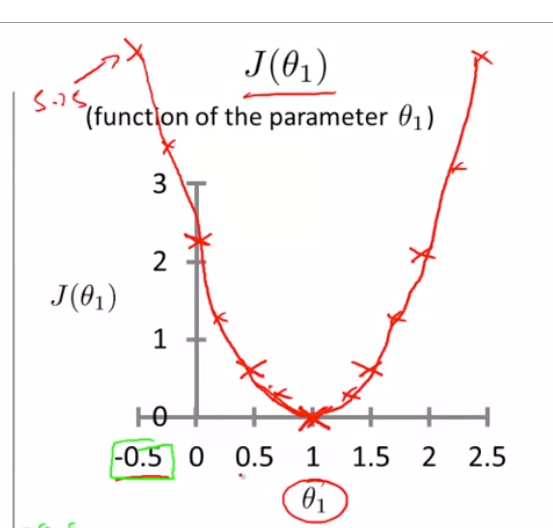 J(θ₁)
5.25
(function of the parameter θ₁)
3
2
J(θ₁)
1
0
-0.5 0 0.5 1 1.5 2 2.5
θ₁